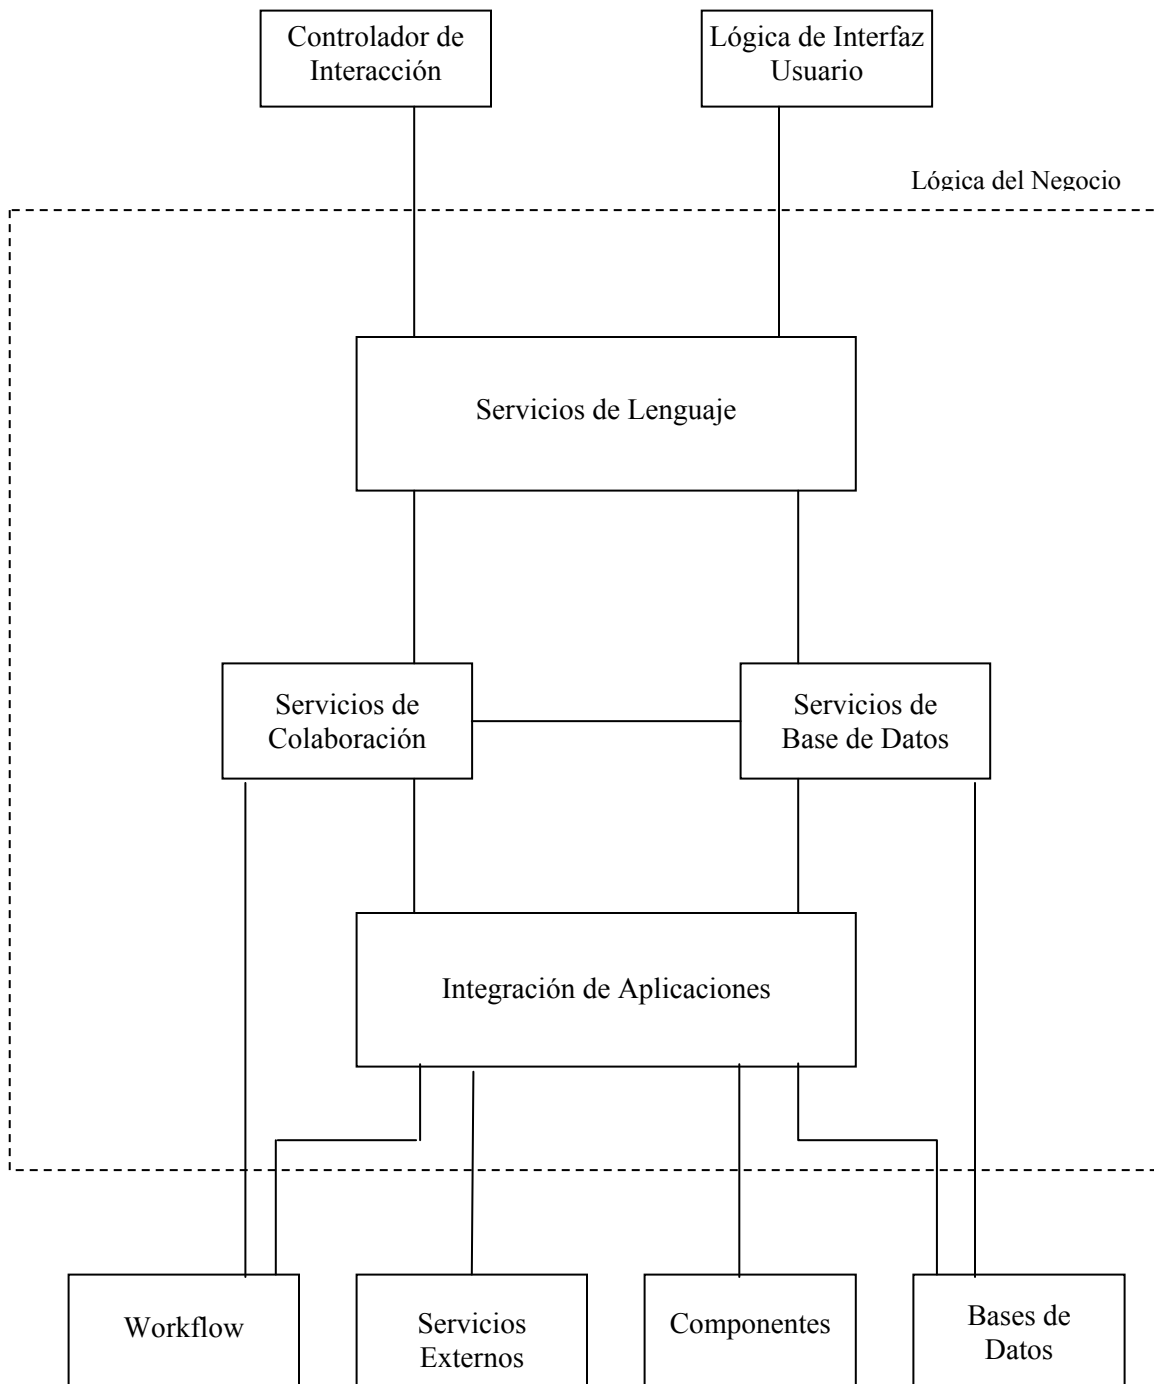 Controlador de
Interacción
Lógica de Interfaz
Usuario
Lógica del Negocio
Servicios de Lenguaje
Servicios de
Colaboración
Servicios de
Base de Datos
Integración de Aplicaciones
Workflow
Servicios
Externos
Componentes
Bases de
Datos